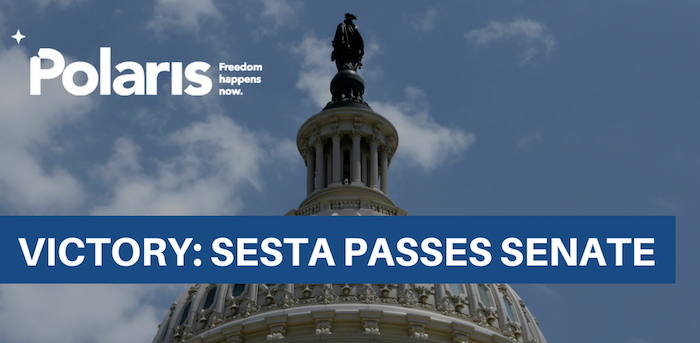 Polaris
Freedom
happens
now.
VICTORY: SESTA PASSES SENATE